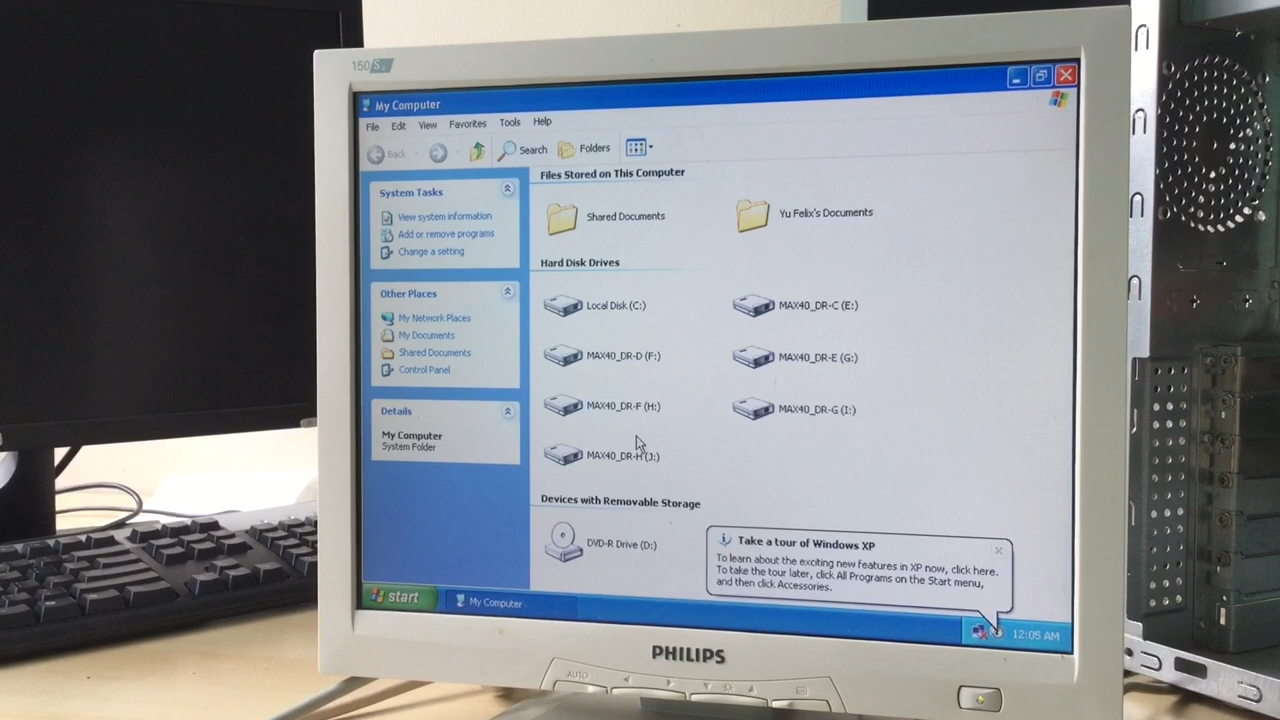 150S
My Computer
File Edit View Favorites Tools Help
Back Search Folders
System Tasks
View system information
Add or remove programs
Change a setting
Other Places
My Network Places
My Documents
Shared Documents
Control Panel
Details
My Computer
System Folder
Files Stored on This Computer
Shared Documents
Yu Felix's Documents
Hard Disk Drives
Local Disk (C:)
MAX40_DR-C (E:)
MAX40_DR-D (F:)
MAX40_DR-E (G:)
MAX40_DR-F (H:)
MAX40_DR-G (I:)
MAX40_DR-H (J:)
Devices with Removable Storage
DVD-R Drive (D:)
Take a tour of Windows XP
To learn about the exciting new features in XP now, click here.
To take the tour later, click All Programs on the Start menu,
and then click Accessories.
start My Computer 12:05 AM
PHILIPS
AUTO